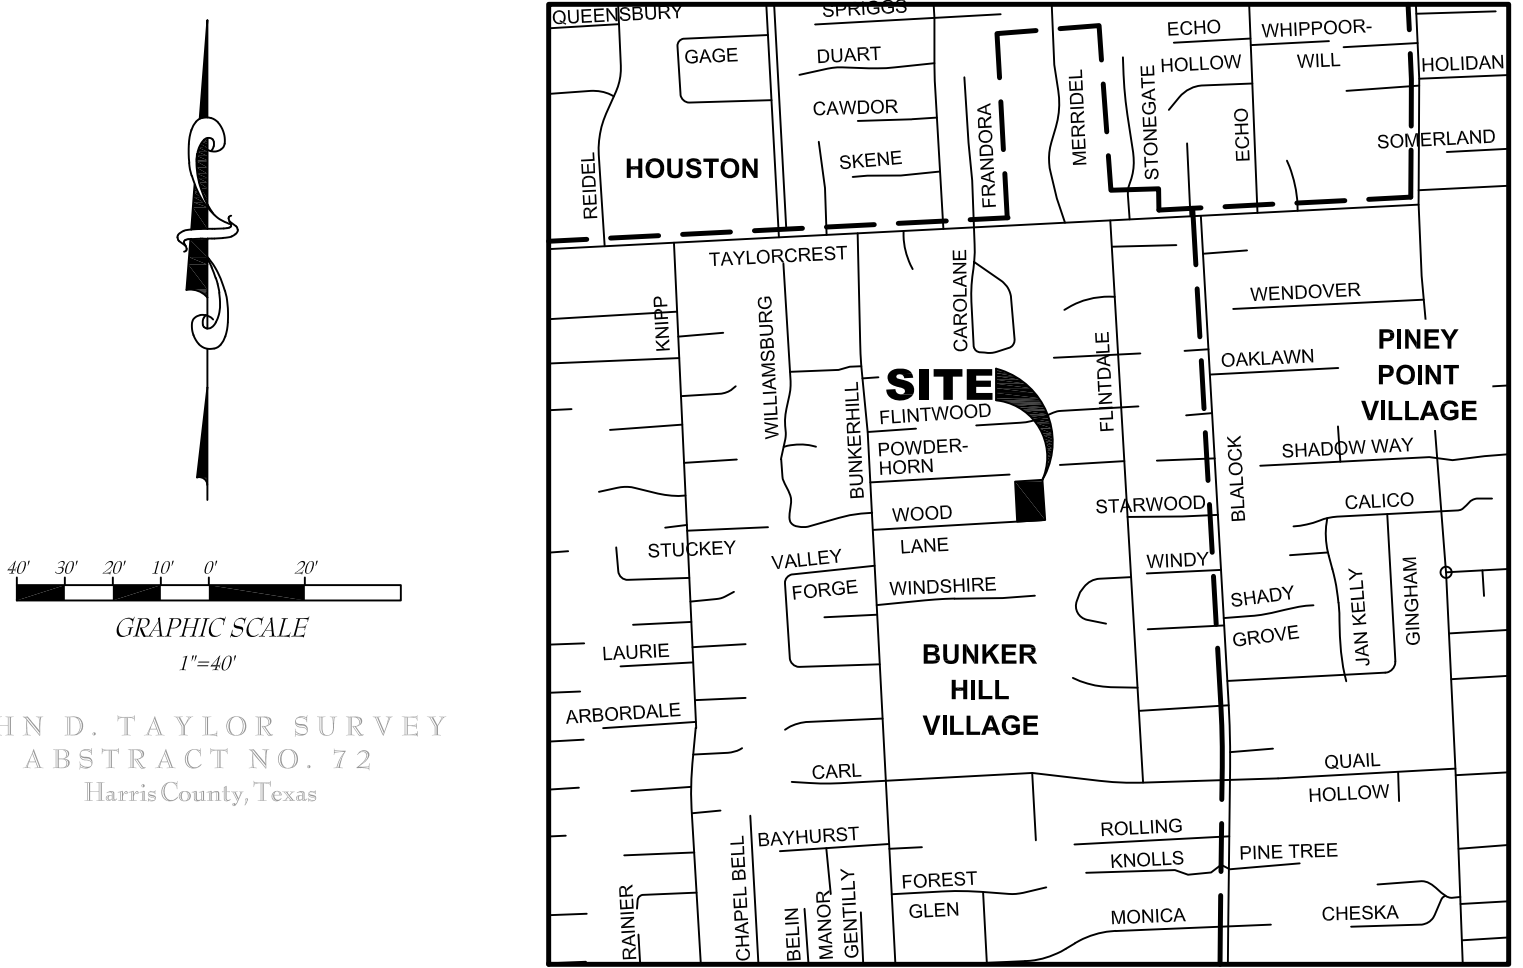 40' 30' 20' 10' 0' 20'
GRAPHIC SCALE
1"=40'
HN D. TAYLOR SURVEY
ABSTRACT NO. 72
Harris County, Texas
QUEENSBURY
SPRIGGS
ECHO
WHIPPOOR-
GAGE
DUART
HOLLOW
WILL
HOLIDAN
CAWDOR
FRANDORA
MERRIDEL
STONEGATE
ECHO
SOMERLAND
REIDEL
HOUSTON
SKENE
TAYLORCREST
KNIPP
WILLIAMSBURG
CAROLANE
WENDOVER
PINEY
POINT
VILLAGE
OAKLAWN
FLINTDALE
SITE
BUNKERHILL
FLINTWOOD
POWDER-
HORN
BLALOCK
SHADOW WAY
WOOD
LANE
STARWOOD
CALICO
STUCKEY
VALLEY
FORGE
WINDSHIRE
WINDY
SHADY
GROVE
JAN KELLY
GINGHAM
LAURIE
BUNKER
HILL
VILLAGE
ARBORDALE
CARL
QUAIL
HOLLOW
CHAPEL BELL
BAYHURST
ROLLING
KNOLLS
PINE TREE
RAINIER
BELIN
MANOR
GENTILLY
FOREST
GLEN
MONICA
CHESKA